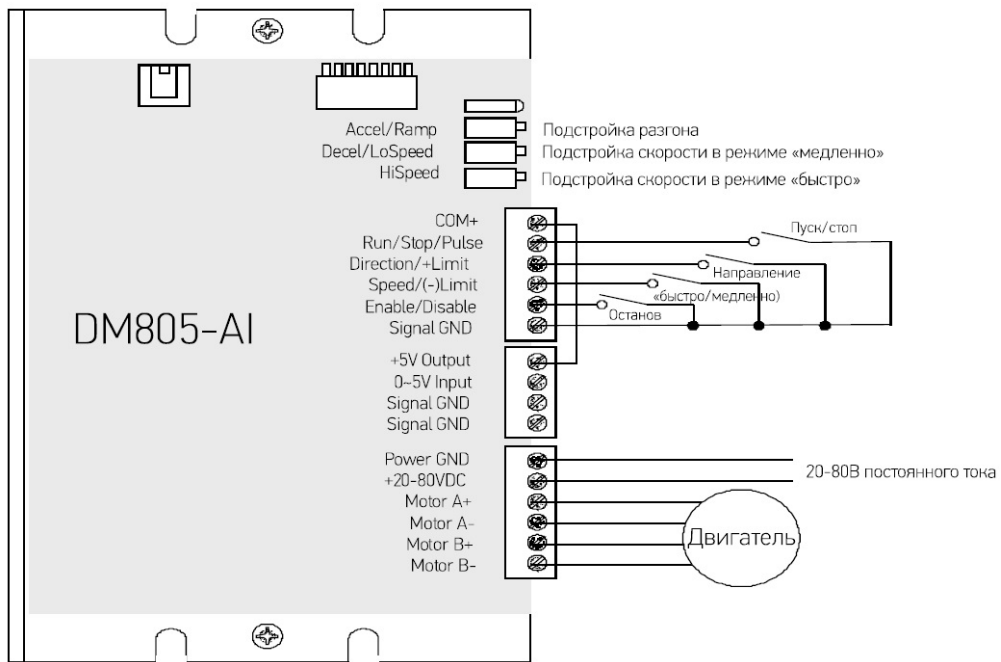 Accel/Ramp
Подстройка разгона
Decel/LoSpeed
Подстройка скорости в режиме «медленно»
HiSpeed
Подстройка скорости в режиме «быстро»
COM+
Run/Stop/Pulse
Пуск/стоп
Direction/+Limit
Направление
Speed/(-)Limit
«быстро/медленно)
Enable/Disable
Останов
Signal GND
DM805-AI
+5V Output
0~5V Input
Signal GND
Signal GND
Power GND
+20-80VDC
20-80В постоянного тока
Motor A+
Motor A-
Motor B+
Motor B-
Двигатель